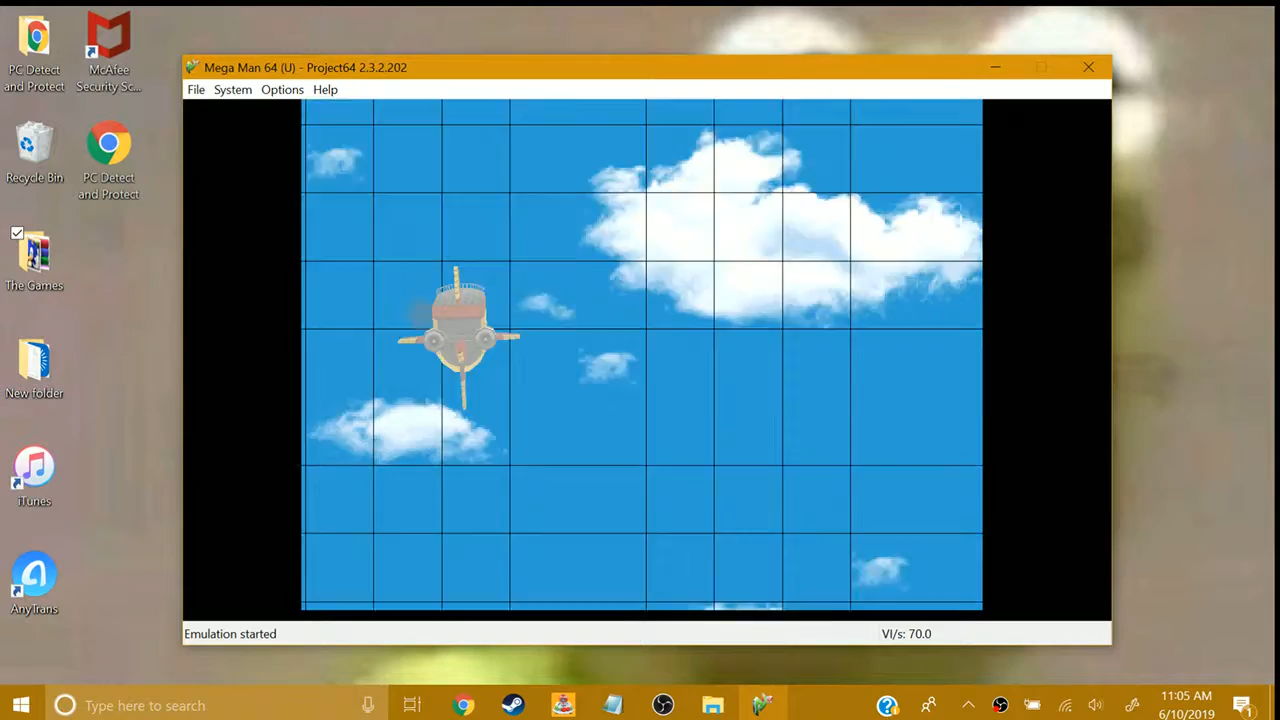 PC Detect
and Protect
McAfee
Security Sc...
Recycle Bin
PC Detect
and Protect
The Games
New folder
iTunes
AnyTrans
Mega Man 64 (U) - Project64 2.3.2.202
File System Options Help
Emulation started
VI/s: 70.0
Type here to search
11:05 AM
6/10/2019
1